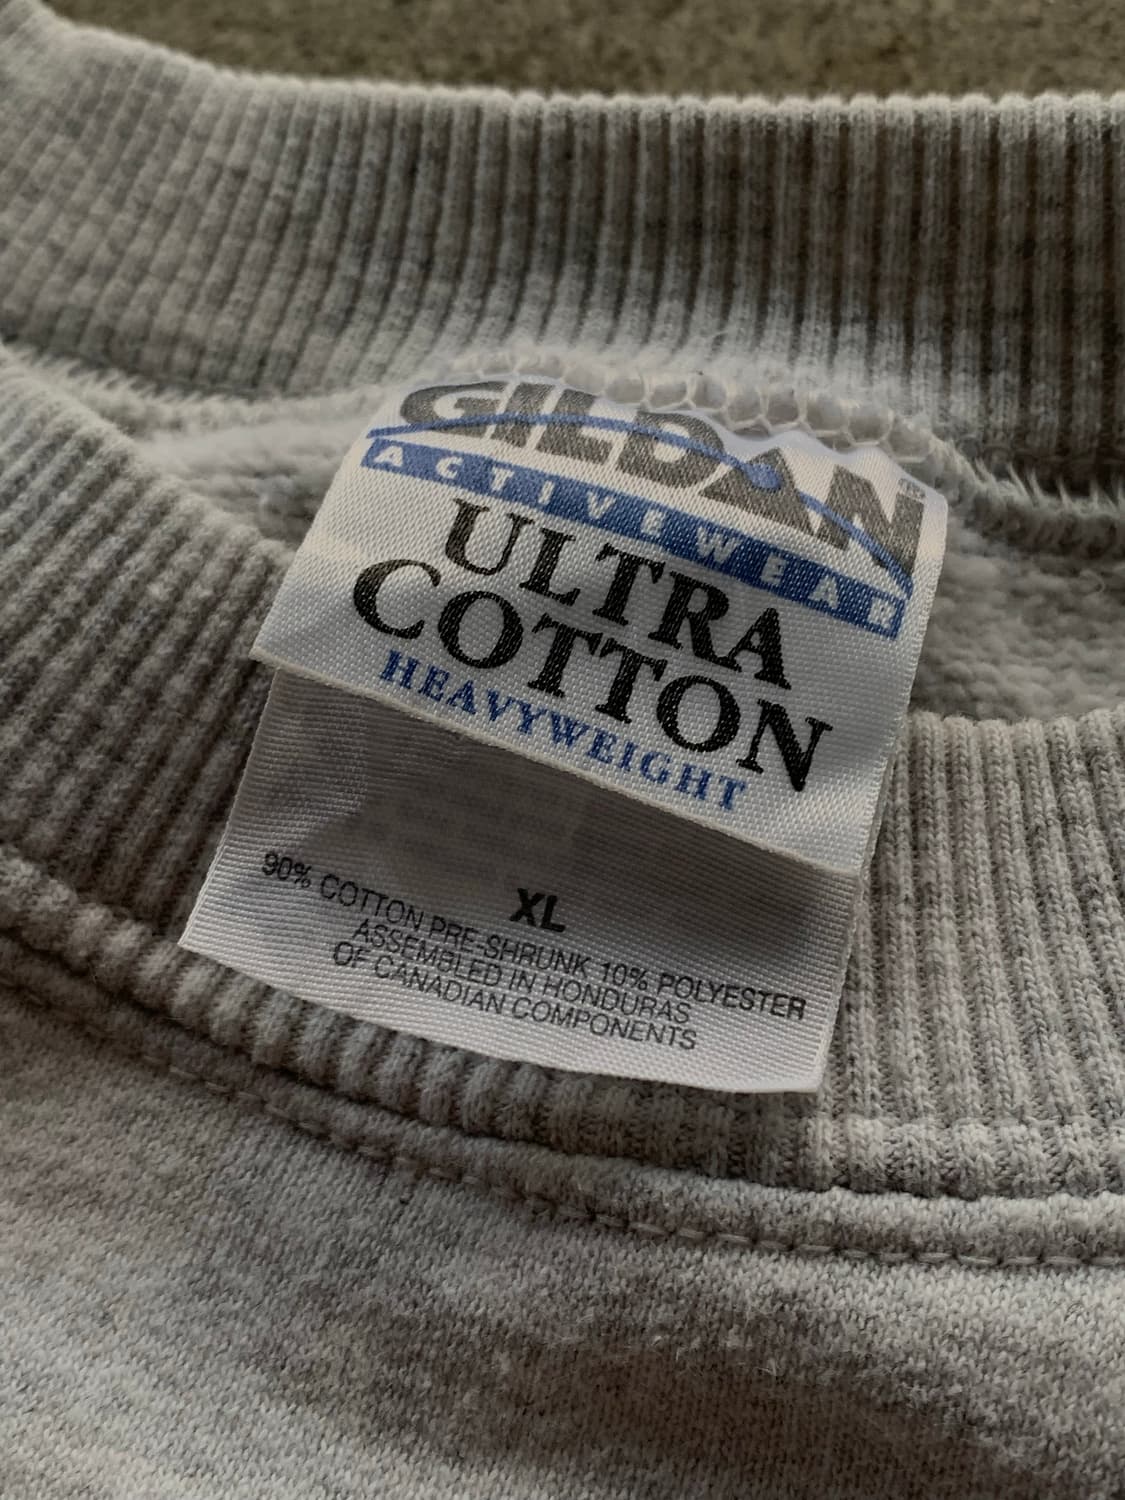 GILDAN®
ACTIVEWEAR
ULTRA
COTTON
HEAVYWEIGHT
XL
90% COTTON PRE-SHRUNK 10% POLYESTER
ASSEMBLED IN HONDURAS
OF CANADIAN COMPONENTS